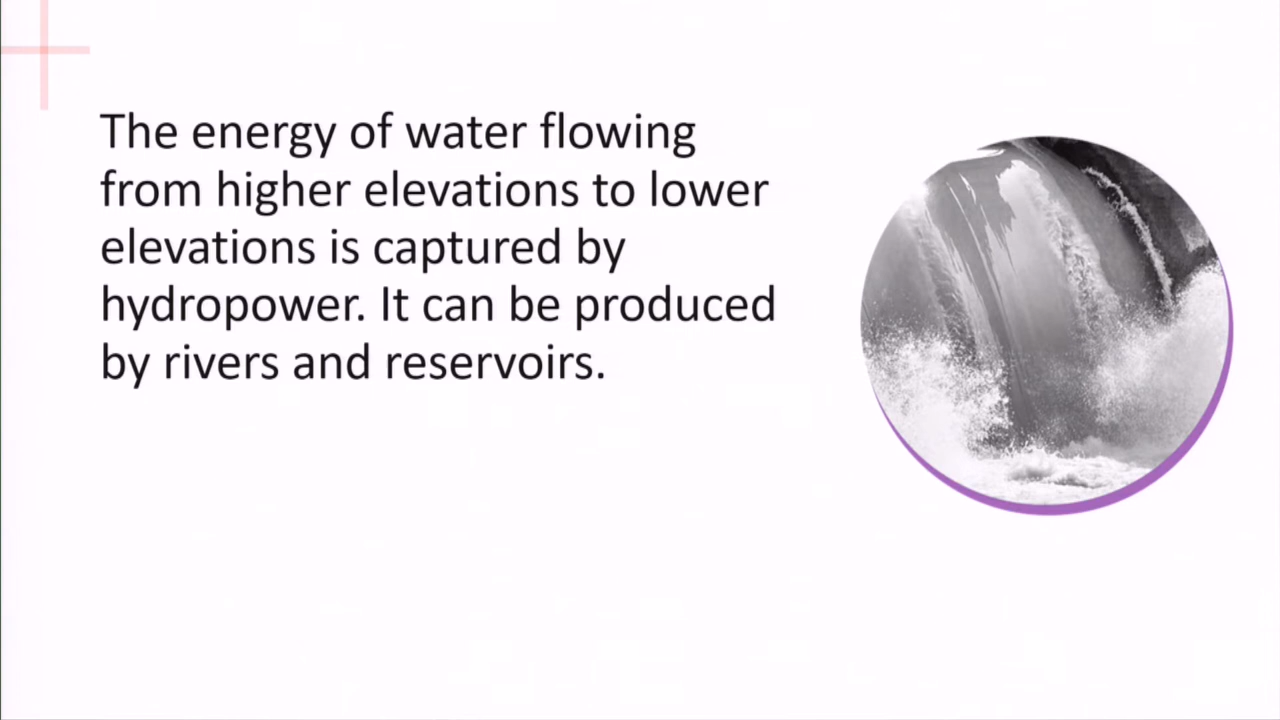 The energy of water flowing
from higher elevations to lower
elevations is captured by
hydropower. It can be produced
by rivers and reservoirs.